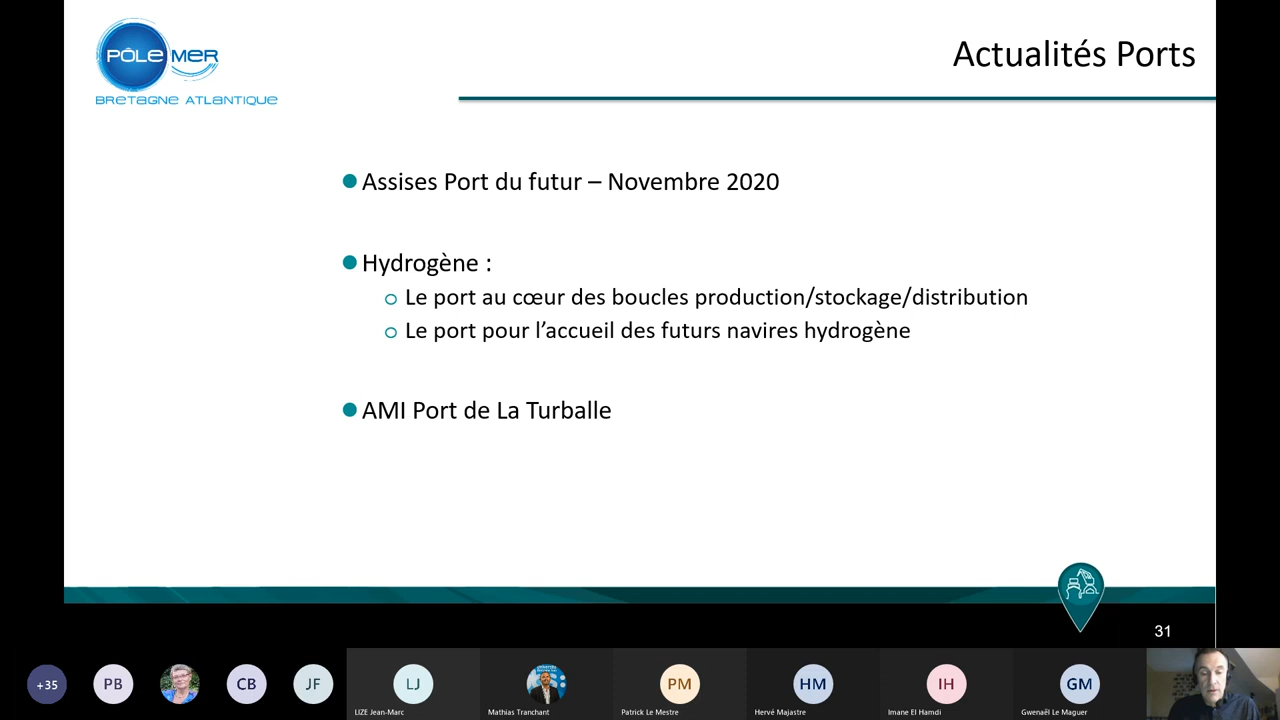 PÔLE MER
BRETAGNE ATLANTIQUE
Actualités Ports
Assises Port du futur – Novembre 2020
Hydrogène :
Le port au cœur des boucles production/stockage/distribution
Le port pour l’accueil des futurs navires hydrogène
AMI Port de La Turballe
31
+35
PB
CB
JF
LJ
PM
HM
IH
GM
LIZE Jean-Marc
Mathias Tranchant
Patrick Le Mestre
Hervé Majastre
Imane El Hamdi
Gwenaël Le Maguer